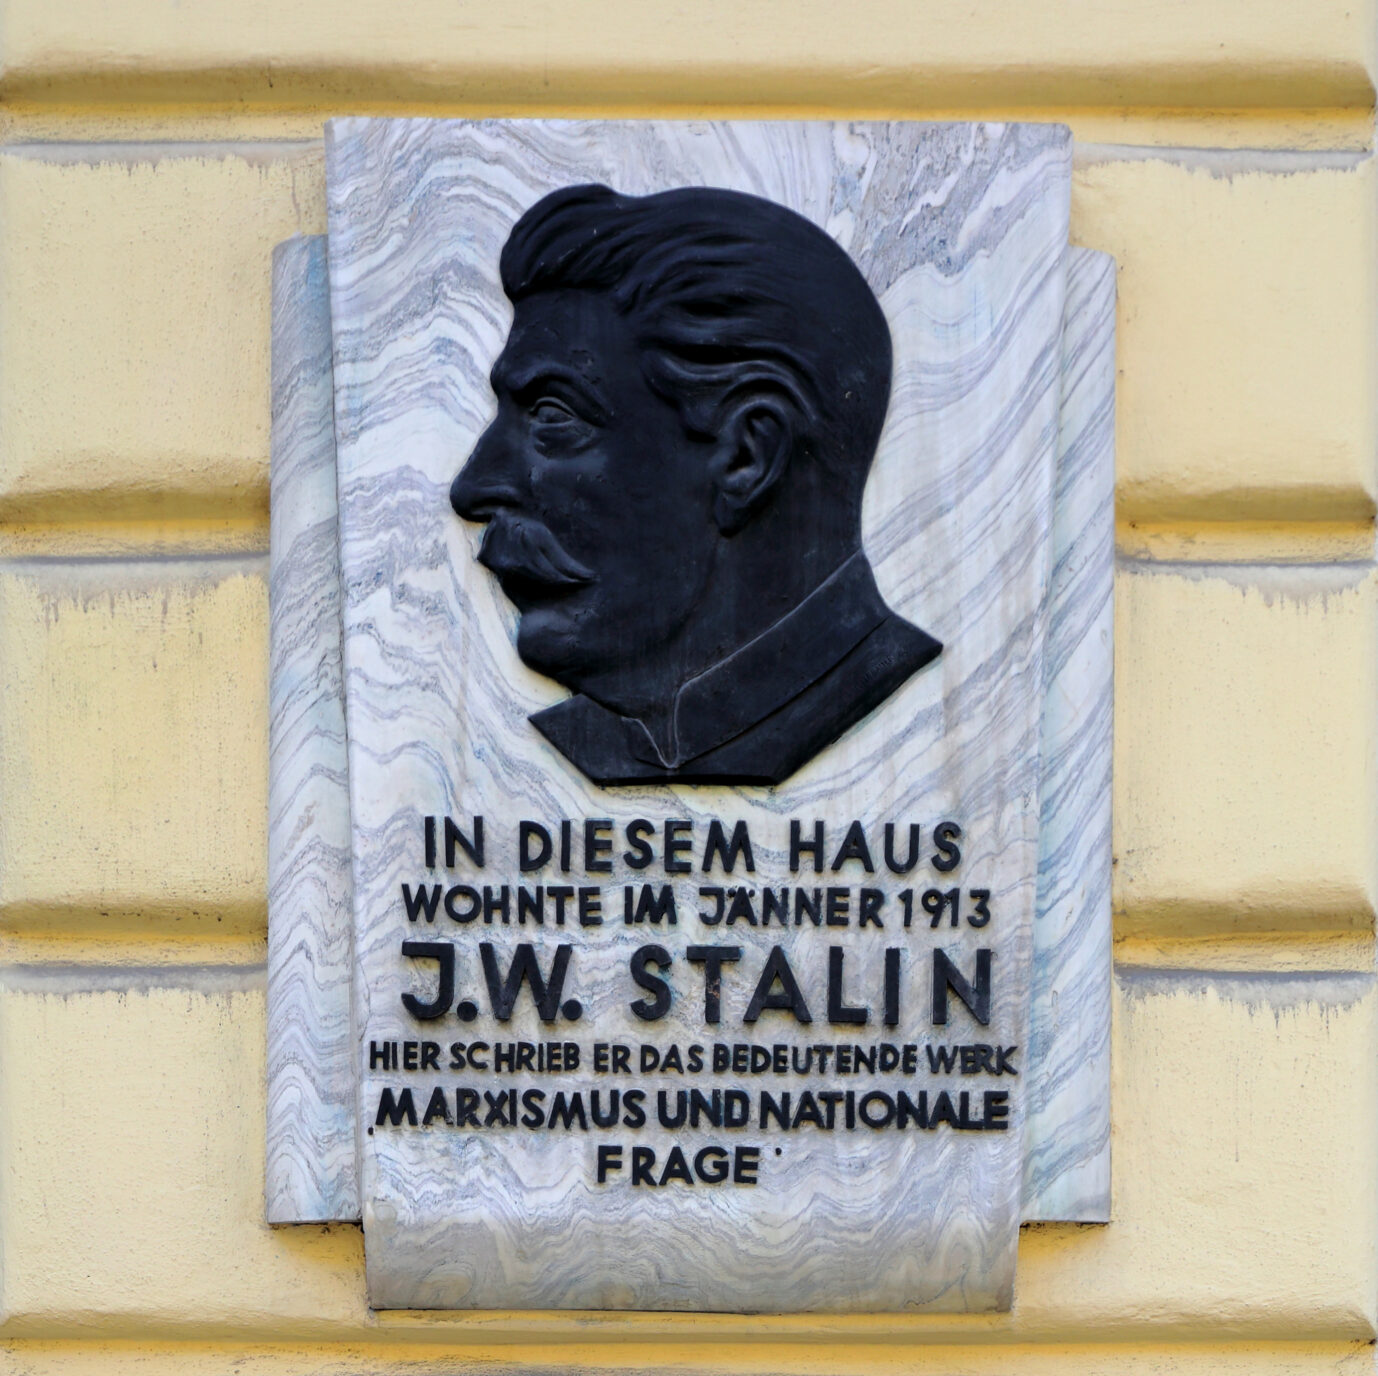 IN DIESEM HAUS
WOHNTE IM JÄNNER 1913
J.W. STALIN
HIER SCHRIEB ER DAS BEDEUTENDE WERK
„MARXISMUS UND NATIONALE
FRAGE‘